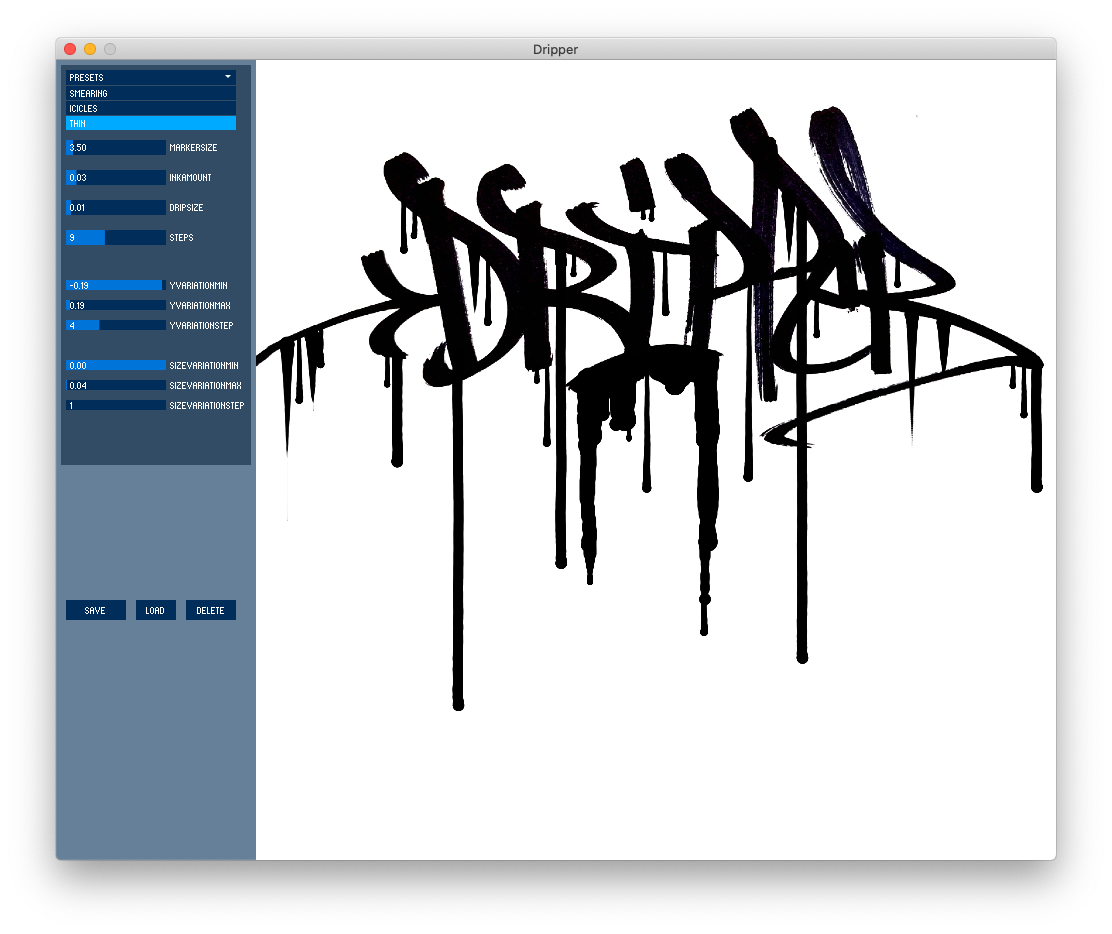 Dripper
PRESETS
SMEARING
ICICLES
THIN
3.50 MARKERSIZE
0.03 INKAMOUNT
0.01 DRIPSIZE
9 STEPS
-0.19 YVARIATIONMIN
0.19 YVARIATIONMAX
4 YVARIATIONSTEP
0.00 SIZEVARIATIONMIN
0.04 SIZEVARIATIONMAX
1 SIZEVARIATIONSTEP
SAVE LOAD DELETE
DRiPPER